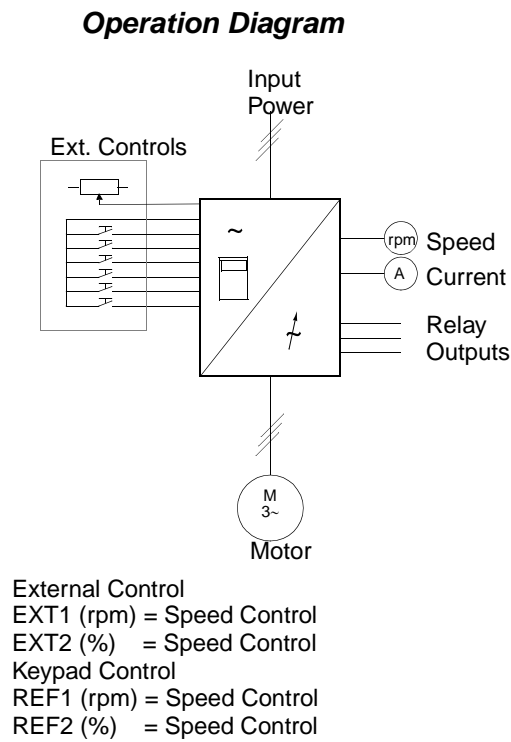 Operation Diagram
Input
Power
Ext. Controls
~
rpm Speed
A Current
~
Relay
Outputs
M
3~
Motor
External Control
EXT1 (rpm) = Speed Control
EXT2 (%) = Speed Control
Keypad Control
REF1 (rpm) = Speed Control
REF2 (%) = Speed Control